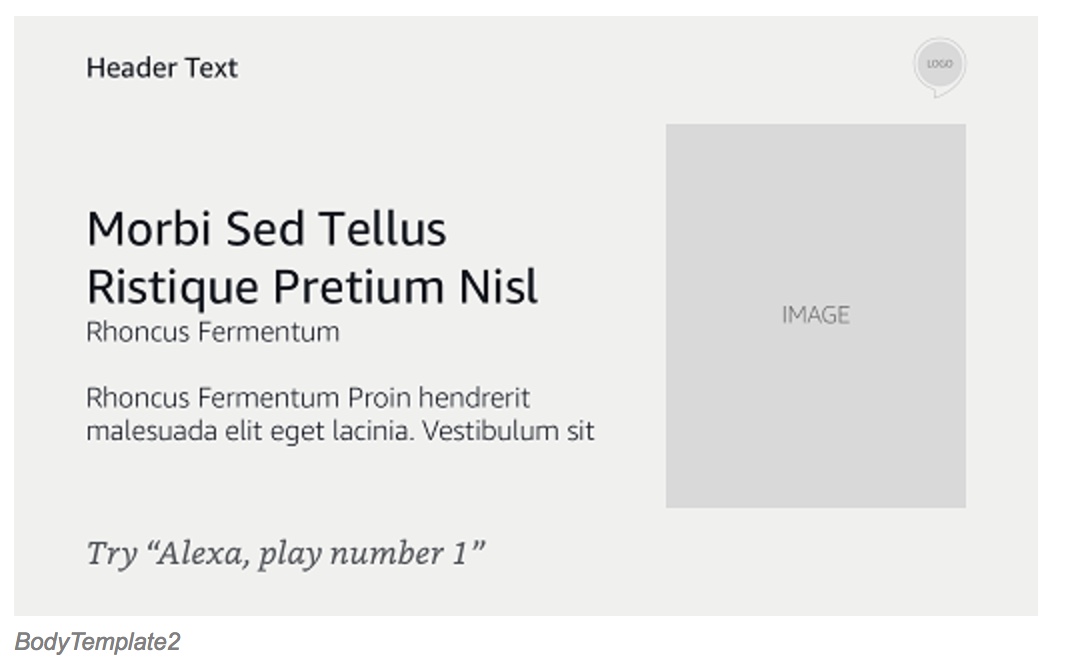 Header Text
LOGO
Morbi Sed Tellus
Ristique Pretium Nisl
Rhoncus Fermentum
Rhoncus Fermentum Proin hendrerit
malesuada elit eget lacinia. Vestibulum sit
IMAGE
Try “Alexa, play number 1”
BodyTemplate2